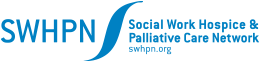 SWHPN
Social Work Hospice &
Palliative Care Network
swhpn.org